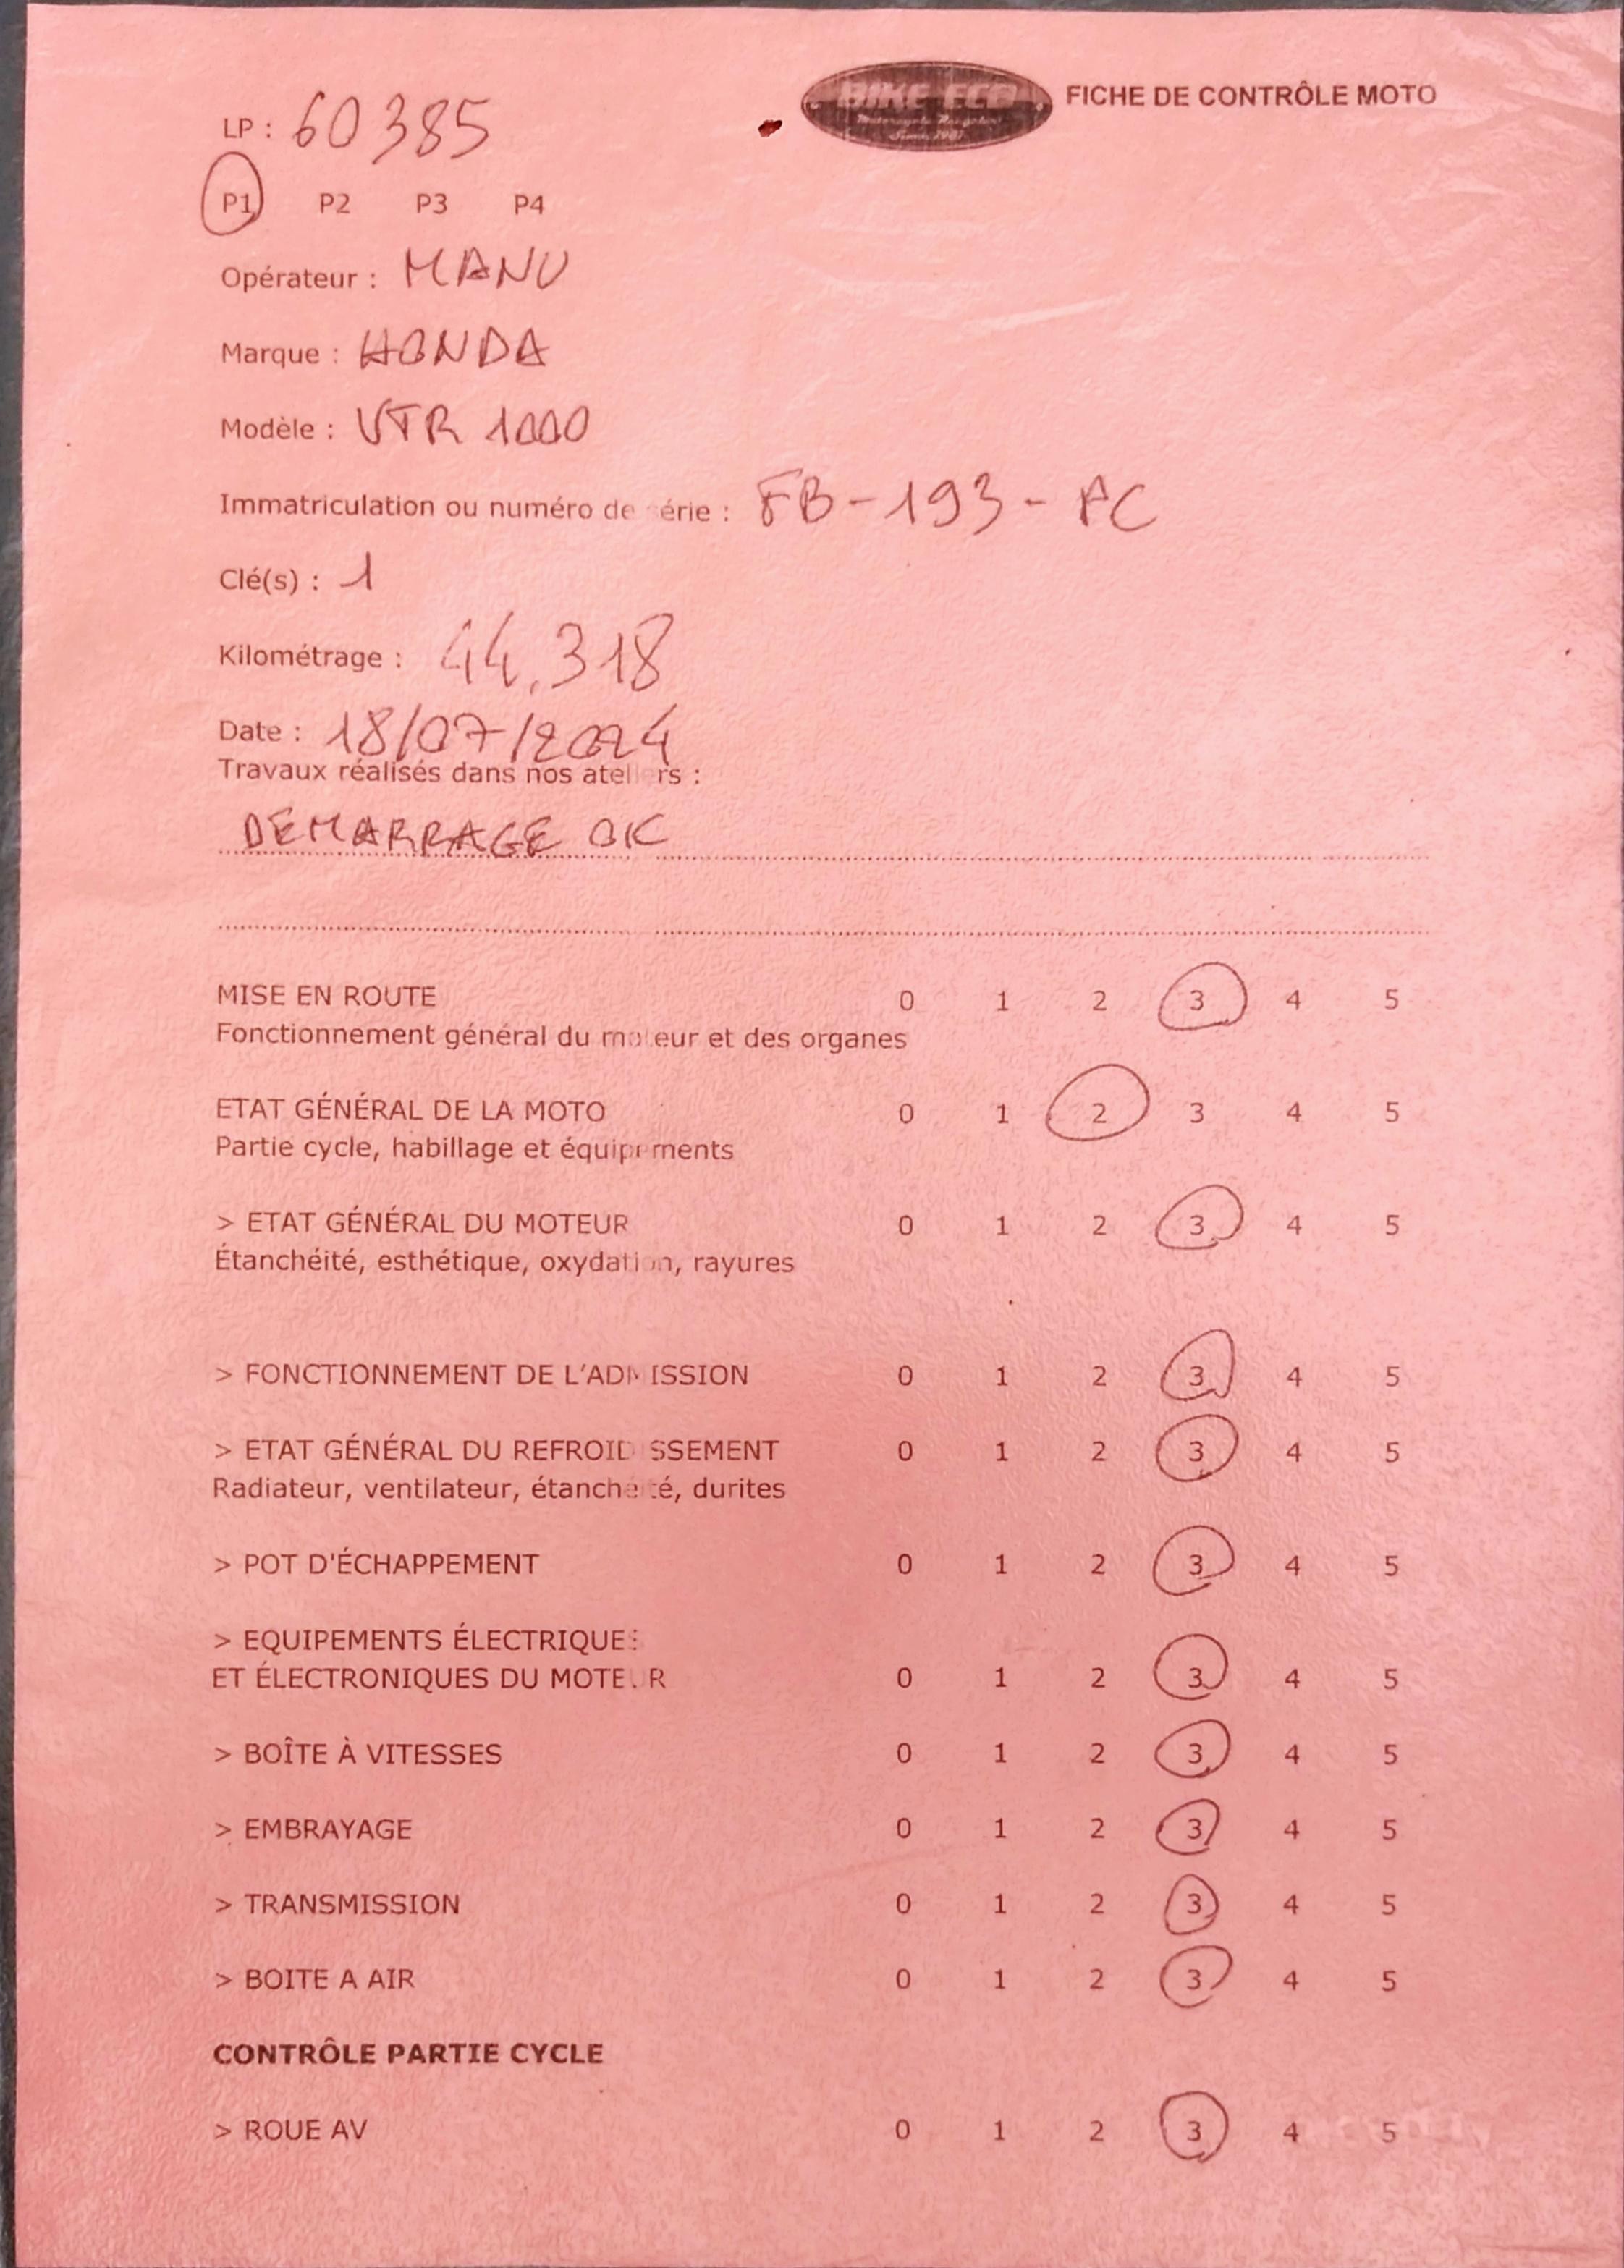 BIKE ECO
Motorcycle Recyclers
Since 1987
FICHE DE CONTRÔLE MOTO
LP : 60385
P1 P2 P3 P4
Opérateur : MANU
Marque : HONDA
Modèle : VTR 1000
Immatriculation ou numéro de série : FB-193-PC
Clé(s) : 1
Kilométrage : 44.318
Date : 18/07/2024
Travaux réalisés dans nos ateliers :
DEMARRAGE OK
MISE EN ROUTE 0 1 2 3 4 5
Fonctionnement général du moteur et des organes
ETAT GÉNÉRAL DE LA MOTO 0 1 2 3 4 5
Partie cycle, habillage et équipements
> ETAT GÉNÉRAL DU MOTEUR 0 1 2 3 4 5
Étanchéité, esthétique, oxydation, rayures
> FONCTIONNEMENT DE L'ADMISSION 0 1 2 3 4 5
> ETAT GÉNÉRAL DU REFROIDISSEMENT 0 1 2 3 4 5
Radiateur, ventilateur, étanchéité, durites
> POT D'ÉCHAPPEMENT 0 1 2 3 4 5
> EQUIPEMENTS ÉLECTRIQUES
ET ÉLECTRONIQUES DU MOTEUR 0 1 2 3 4 5
> BOÎTE À VITESSES 0 1 2 3 4 5
> EMBRAYAGE 0 1 2 3 4 5
> TRANSMISSION 0 1 2 3 4 5
> BOITE A AIR 0 1 2 3 4 5
CONTRÔLE PARTIE CYCLE
> ROUE AV 0 1 2 3 4 5